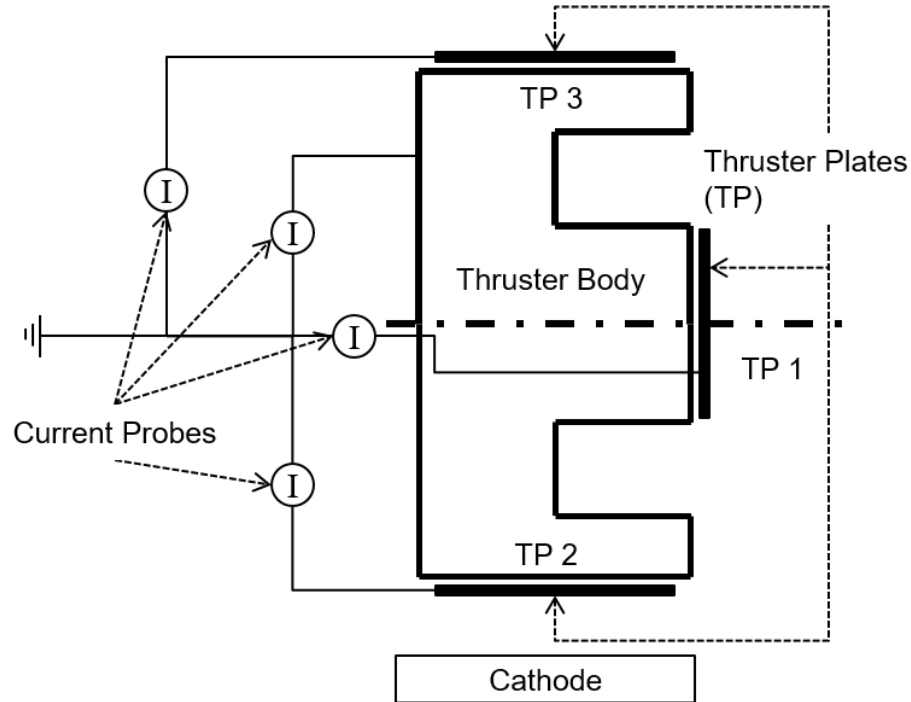 TP 3
Thruster Plates
(TP)
I
I
Thruster Body
I
TP 1
Current Probes
I
TP 2
Cathode